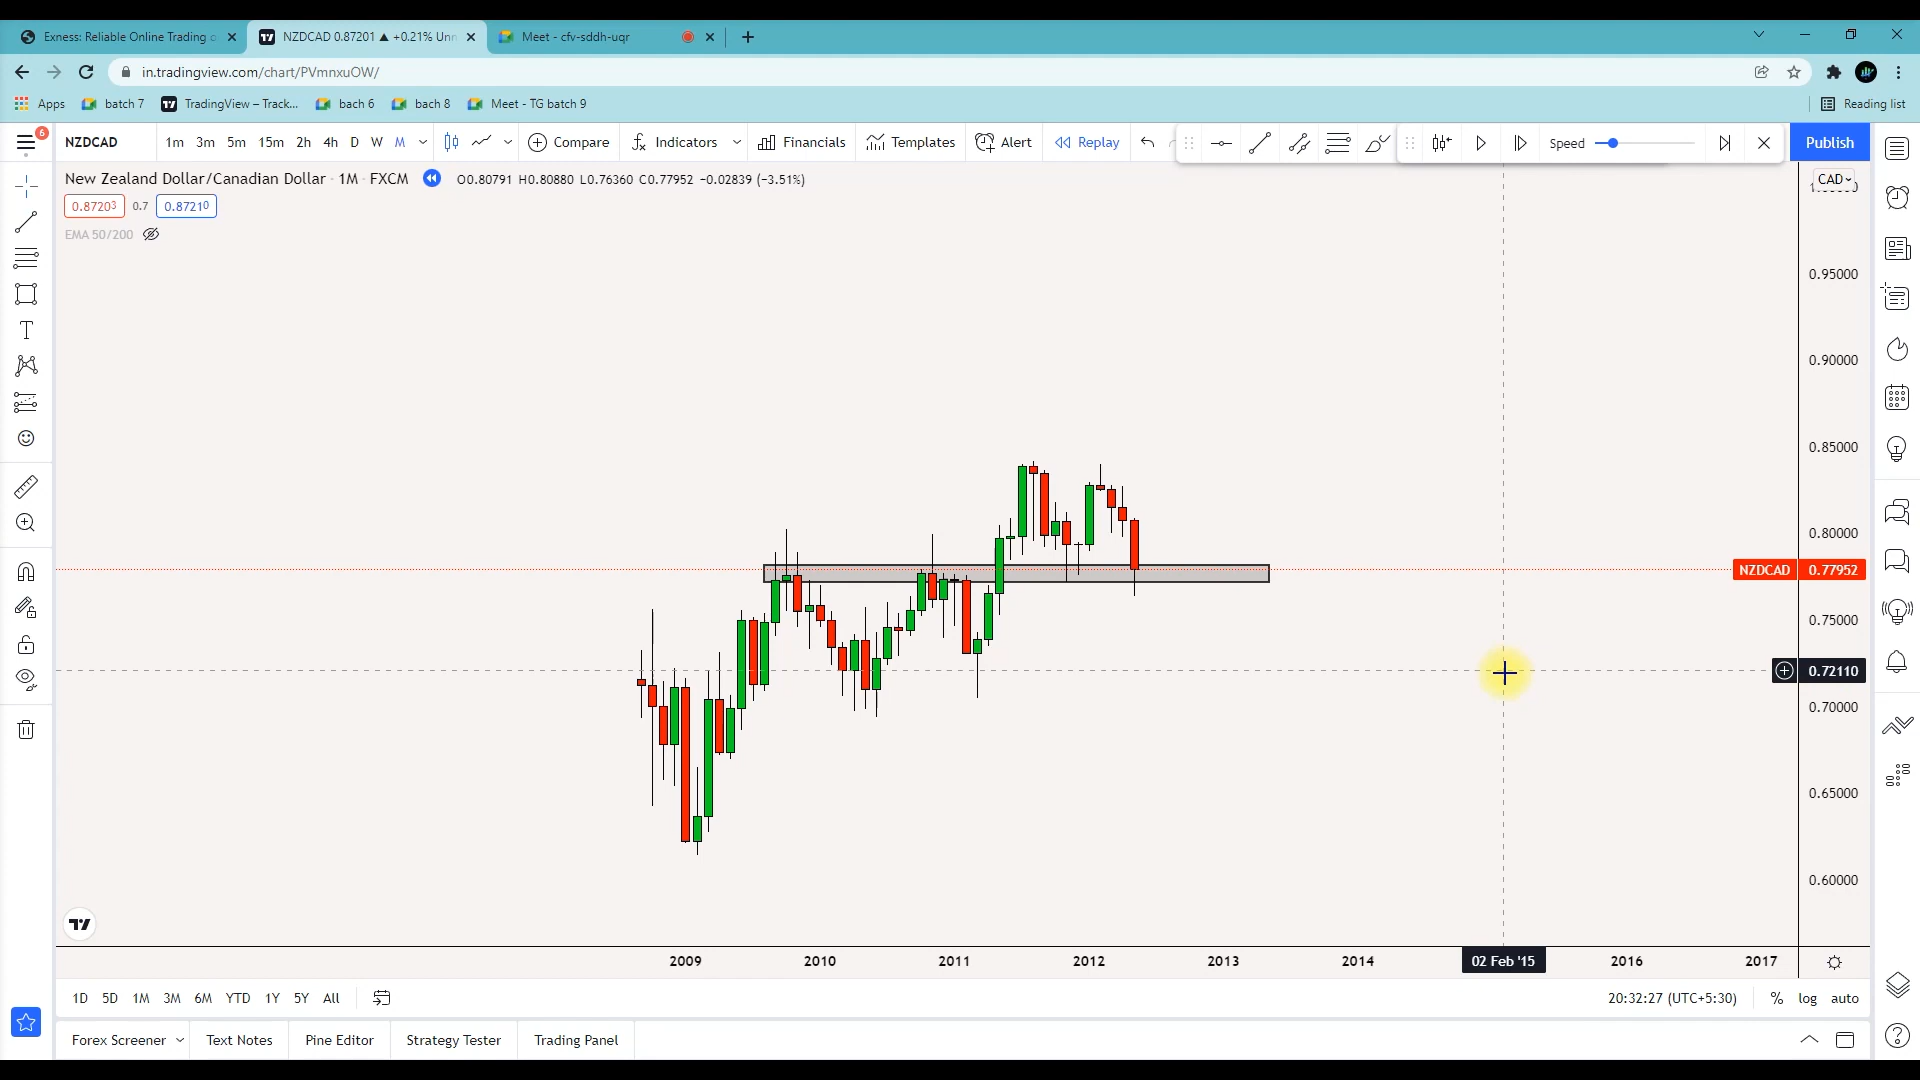 Exness: Reliable Online Trading o
NZDCAD 0.87201 ▲ +0.21% Unn
Meet - cfv-sddh-uqr
in.tradingview.com/chart/PVmnxuOW/
Apps
batch 7
TradingView – Track...
bach 6
bach 8
Meet - TG batch 9
Reading list
6
NZDCAD
1m 3m 5m 15m 2h 4h D W M
Compare
Indicators
Financials
Templates
Alert
Replay
Speed
Publish
New Zealand Dollar/Canadian Dollar · 1M · FXCM
O0.80791 H0.80880 L0.76360 C0.77952 −0.02839 (−3.51%)
CAD
0.87203 0.7 0.87210
EMA 50/200
0.95000
0.90000
0.85000
0.80000
NZDCAD 0.77952
0.75000
0.72110
0.70000
0.65000
0.60000
2009 2010 2011 2012 2013 2014 02 Feb '15 2016 2017
1D 5D 1M 3M 6M YTD 1Y 5Y All
20:32:27 (UTC+5:30) % log auto
Forex Screener
Text Notes
Pine Editor
Strategy Tester
Trading Panel